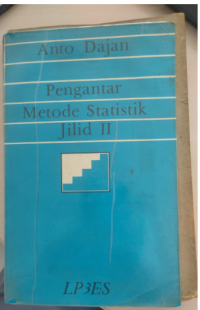 Anto Dajan
Pengantar
Metode Statistik
Jilid II
LP3ES